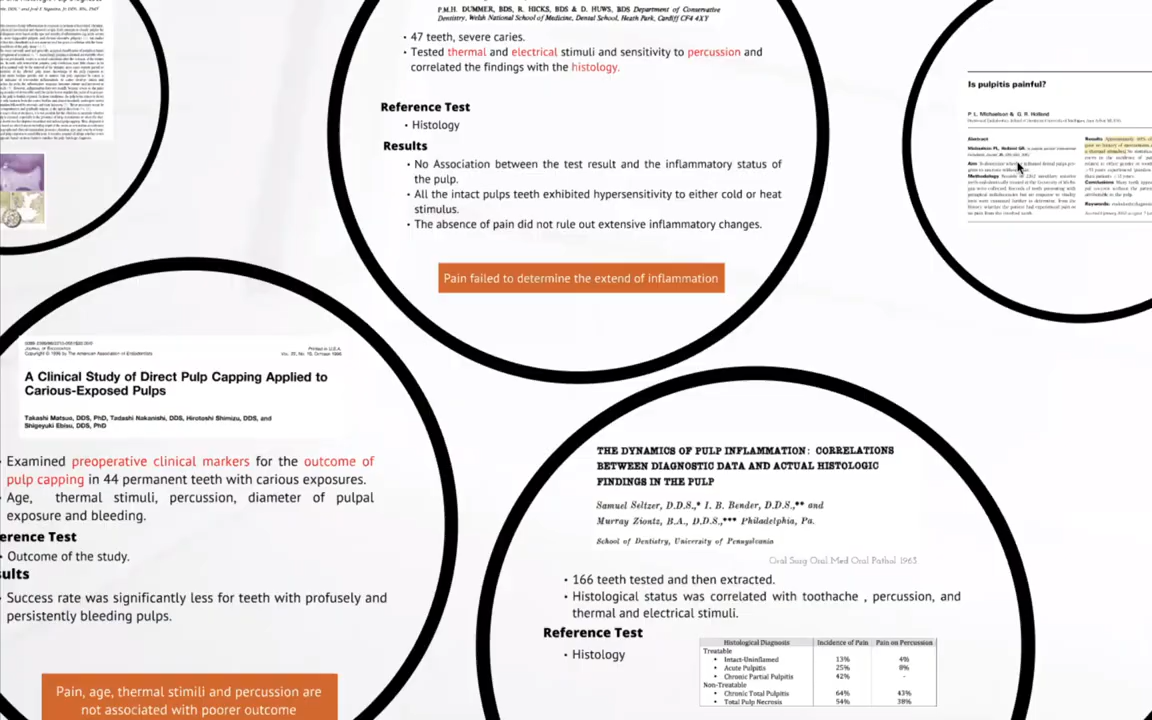 P.M.H. DUMMER, BDS, R. HICKS, BDS & D. HUWS, BDS Department of Conservative
Dentistry, Welsh National School of Medicine, Dental School, Heath Park, Cardiff CF4 4XY
• 47 teeth, severe caries.
• Tested thermal and electrical stimuli and sensitivity to percussion and
correlated the findings with the histology.
Reference Test
• Histology
Results
• No Association between the test result and the inflammatory status of
the pulp.
• All the intact pulps teeth exhibited hypersensitivity to either cold or heat
stimulus.
• The absence of pain did not rule out extensive inflammatory changes.
Pain failed to determine the extend of inflammation
Is pulpitis painful?
P. L. Michaelson & G. R. Holland
Abstract
A Clinical Study of Direct Pulp Capping Applied to
Carious-Exposed Pulps
Takashi Matsuo, DDS, PhD, Tadashi Nakanishi, DDS, Hirotoshi Shimizu, DDS, and
Shigeyuki Ebisu, DDS, PhD
Examined preoperative clinical markers for the outcome of
pulp capping in 44 permanent teeth with carious exposures.
Age, thermal stimuli, percussion, diameter of pulpal
exposure and bleeding.
erence Test
• Outcome of the study.
sults
Success rate was significantly less for teeth with profusely and
persistently bleeding pulps.
Pain, age, thermal stimili and percussion are
not associated with poorer outcome
THE DYNAMICS OF PULP INFLAMMATION: CORRELATIONS
BETWEEN DIAGNOSTIC DATA AND ACTUAL HISTOLOGIC
FINDINGS IN THE PULP
Samuel Seltzer, D.D.S.,* I. B. Bender, D.D.S.,** and
Murray Ziontz, B.A., D.D.S.,*** Philadelphia, Pa.
School of Dentistry, University of Pennsylvania
Oral Surg Oral Med Oral Pathol 1963
• 166 teeth tested and then extracted.
• Histological status was correlated with toothache , percussion, and
thermal and electrical stimuli.
Reference Test
• Histology
Histological Diagnosis Incidence of Pain Pain on Percussion
Treatable
• Intact-Uninflamed 13% 4%
• Acute Pulpitis 25% 8%
• Chronic Partial Pulpitis 42% -
Non-Treatable
• Chronic Total Pulpitis 64% 43%
• Total Pulp Necrosis 54% 38%